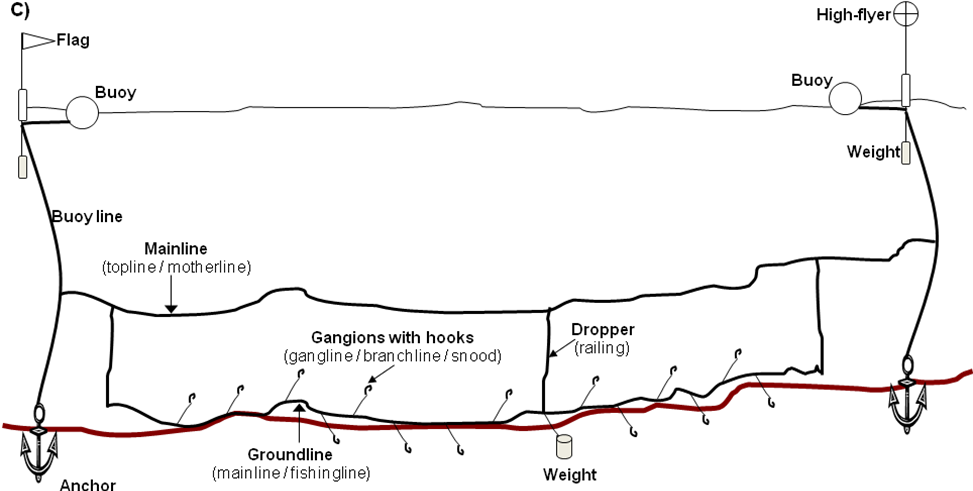 C)
High-flyer
Flag
Buoy
Buoy
Weight
Buoy line
Mainline
(topline / motherline)
Gangions with hooks
(gangline / branchline / snood)
Dropper
(railing)
Groundline
(mainline / fishingline)
Weight
Anchor